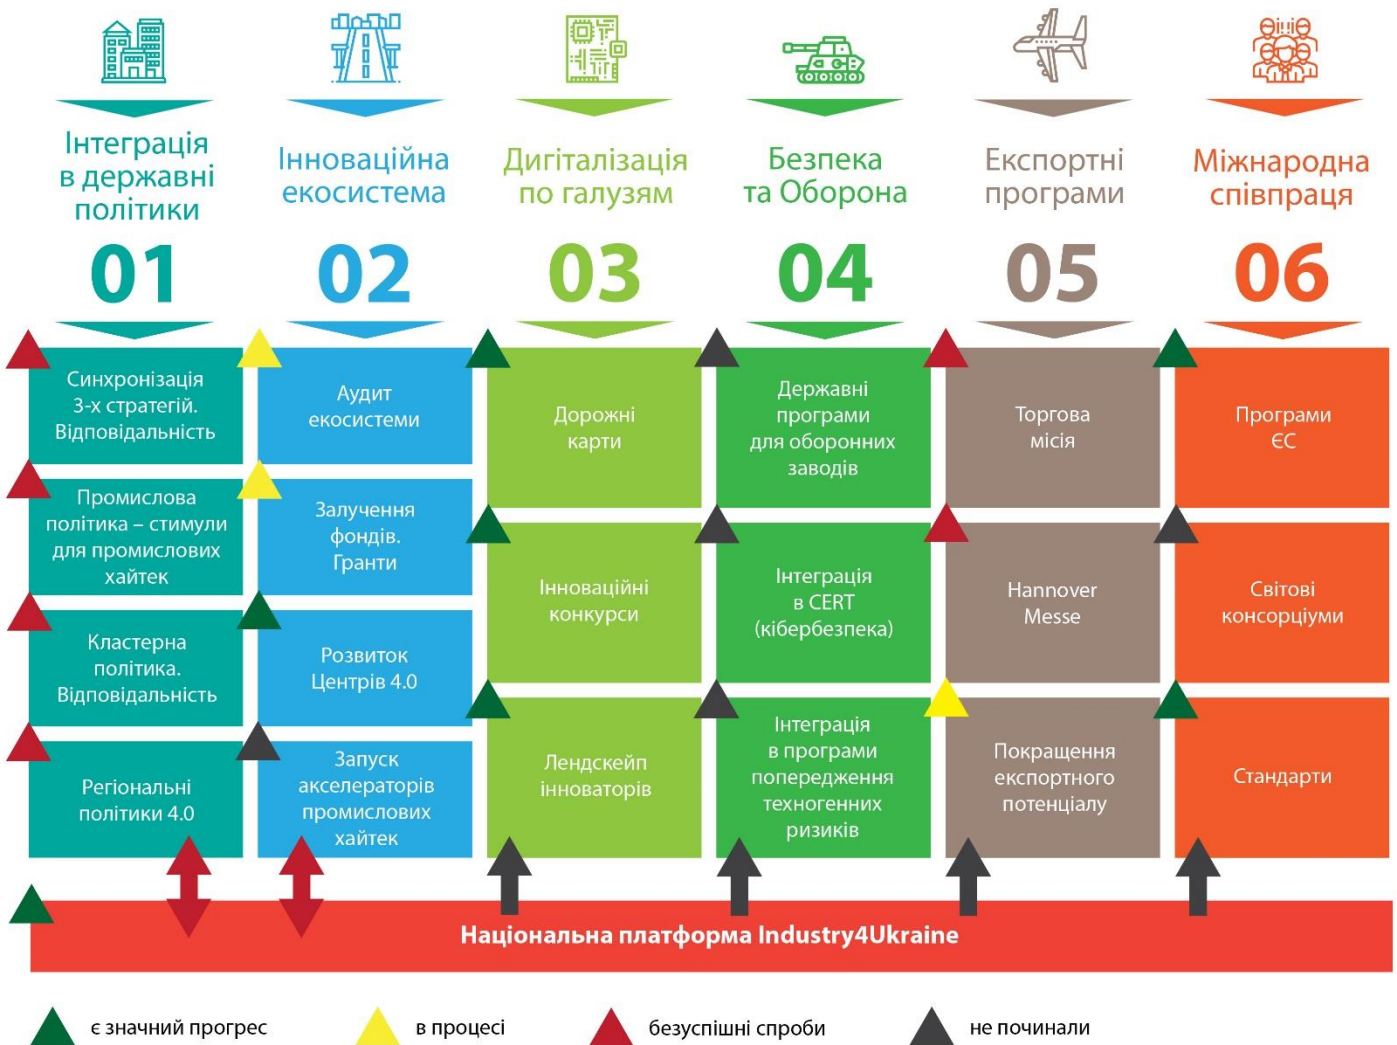 Інтеграція
в державні
політики
01
Інноваційна
екосистема
02
Дигіталізація
по галузям
03
Безпека
та Оборона
04
Експортні
програми
05
Міжнародна
співпраця
06
Синхронізація
3-х стратегій.
Відповідальність
Промислова
політика – стимули
для промислових
хайтек
Кластерна
політика.
Відповідальність
Регіональні
політики 4.0
Аудит
екосистеми
Залучення
фондів.
Гранти
Розвиток
Центрів 4.0
Запуск
акселераторів
промислових
хайтек
Дорожні
карти
Інноваційні
конкурси
Лендскейп
інноваторів
Державні
програми
для оборонних
заводів
Інтеграція
в CERT
(кібербезпека)
Інтеграція
в програми
попередження
техногенних
ризиків
Торгова
місія
Hannover
Messe
Покращення
експортного
потенціалу
Програми
ЄС
Світові
консорціуми
Стандарти
Національна платформа Industry4Ukraine
є значний прогрес
в процесі
безуспішні спроби
не починали